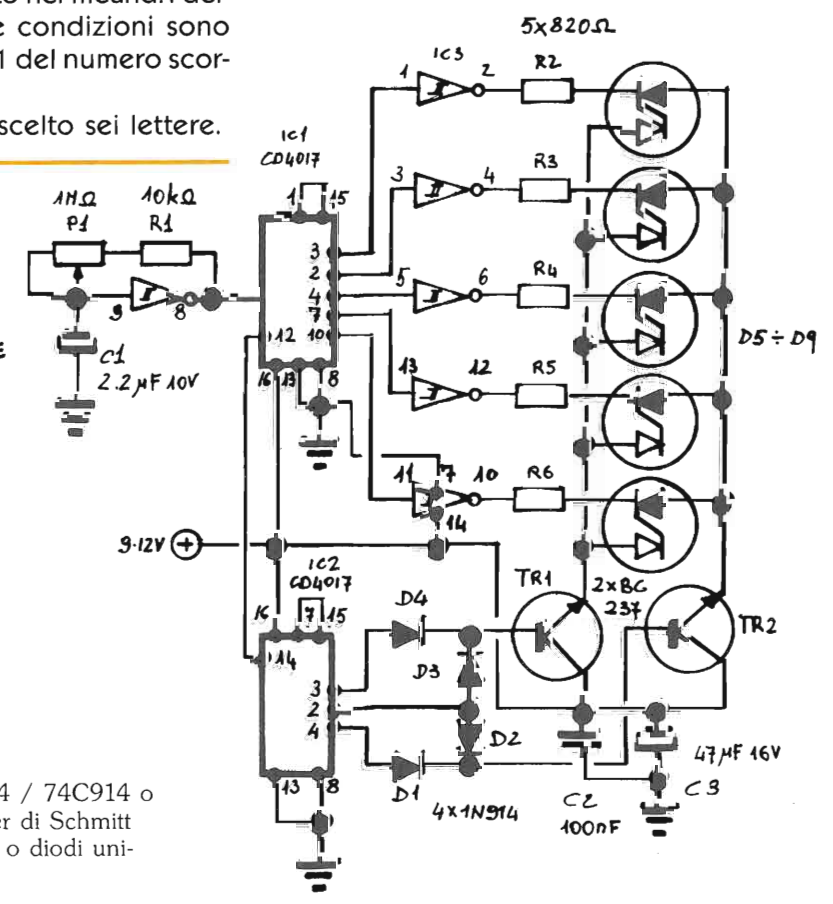 e condizioni sono
1 del numero scor-
scelto sei lettere.
5x820Ω
IC3
1
2
R2
IC1
CD4017
1
15
3
4
R3
1MΩ
P1
10kΩ
R1
9
8
3
2
4
7
10
12
16
13
8
5
6
R4
D5÷D9
C1
2.2µF 10V
13
12
R5
11
7
10
R6
14
9-12V
+
IC2
CD4017
16
7
15
14
D4
TR1
2xBC
237
TR2
3
2
4
D3
D2
D1
13
8
4x1N914
C2
100nF
47µF 16V
C3
4 / 74C914 o
er di Schmitt
o diodi uni-